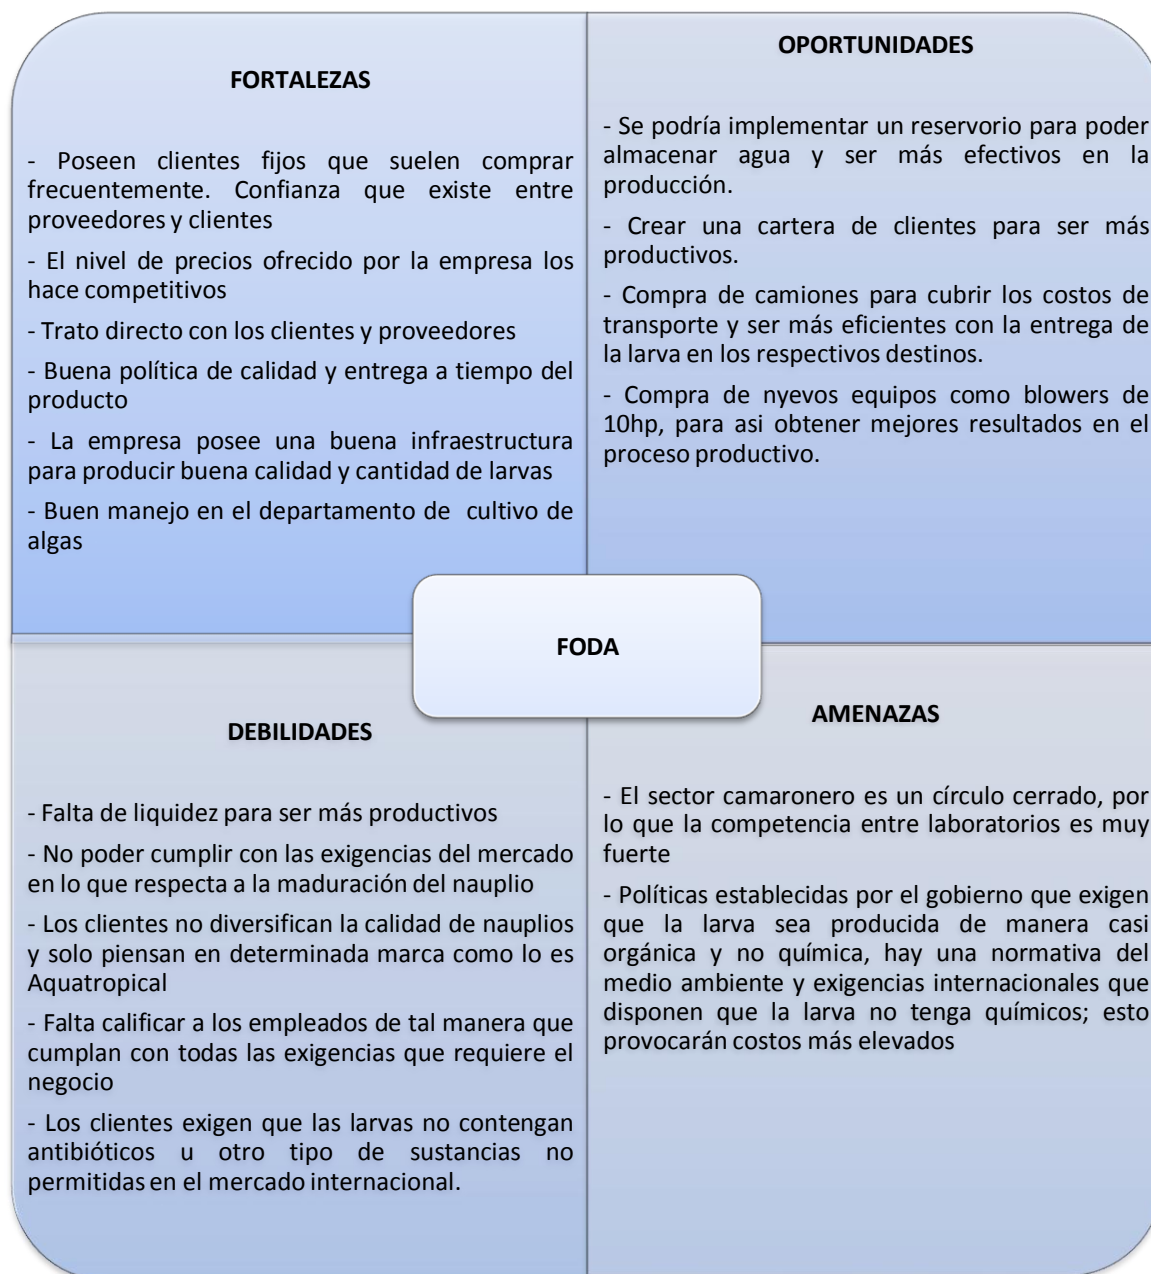 FORTALEZAS
- Poseen clientes fijos que suelen comprar
frecuentemente. Confianza que existe entre
proveedores y clientes
- El nivel de precios ofrecido por la empresa los
hace competitivos
- Trato directo con los clientes y proveedores
- Buena política de calidad y entrega a tiempo del
producto
- La empresa posee una buena infraestructura
para producir buena calidad y cantidad de larvas
- Buen manejo en el departamento de cultivo de
algas
OPORTUNIDADES
- Se podría implementar un reservorio para poder
almacenar agua y ser más efectivos en la
producción.
- Crear una cartera de clientes para ser más
productivos.
- Compra de camiones para cubrir los costos de
transporte y ser más eficientes con la entrega de
la larva en los respectivos destinos.
- Compra de nyevos equipos como blowers de
10hp, para asi obtener mejores resultados en el
proceso productivo.
FODA
DEBILIDADES
- Falta de liquidez para ser más productivos
- No poder cumplir con las exigencias del mercado
en lo que respecta a la maduración del nauplio
- Los clientes no diversifican la calidad de nauplios
y solo piensan en determinada marca como lo es
Aquatropical
- Falta calificar a los empleados de tal manera que
cumplan con todas las exigencias que requiere el
negocio
- Los clientes exigen que las larvas no contengan
antibióticos u otro tipo de sustancias no
permitidas en el mercado internacional.
AMENAZAS
- El sector camaronero es un círculo cerrado, por
lo que la competencia entre laboratorios es muy
fuerte
- Políticas establecidas por el gobierno que exigen
que la larva sea producida de manera casi
orgánica y no química, hay una normativa del
medio ambiente y exigencias internacionales que
disponen que la larva no tenga químicos; esto
provocarán costos más elevados